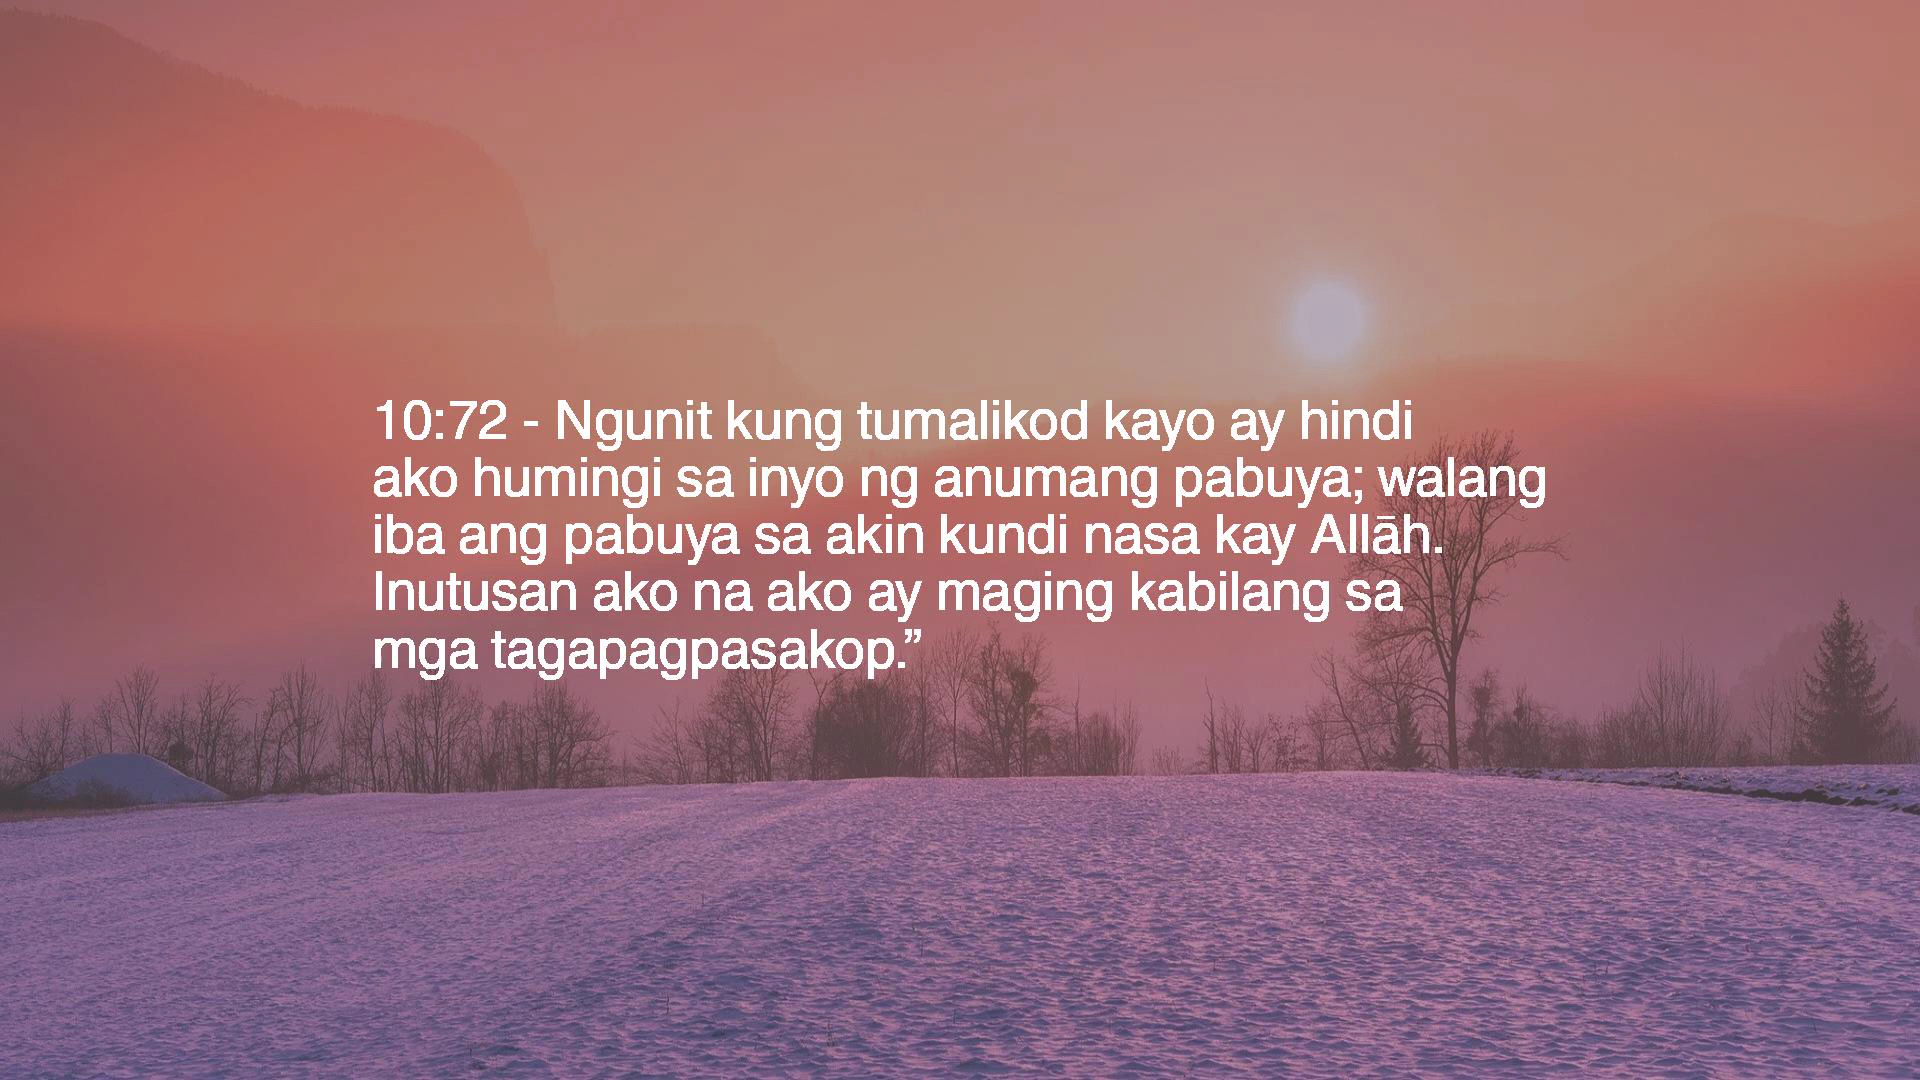 10:72 - Ngunit kung tumalikod kayo ay hindi
ako humingi sa inyo ng anumang pabuya; walang
iba ang pabuya sa akin kundi nasa kay Allāh.
Inutusan ako na ako ay maging kabilang sa
mga tagapagpasakop.”